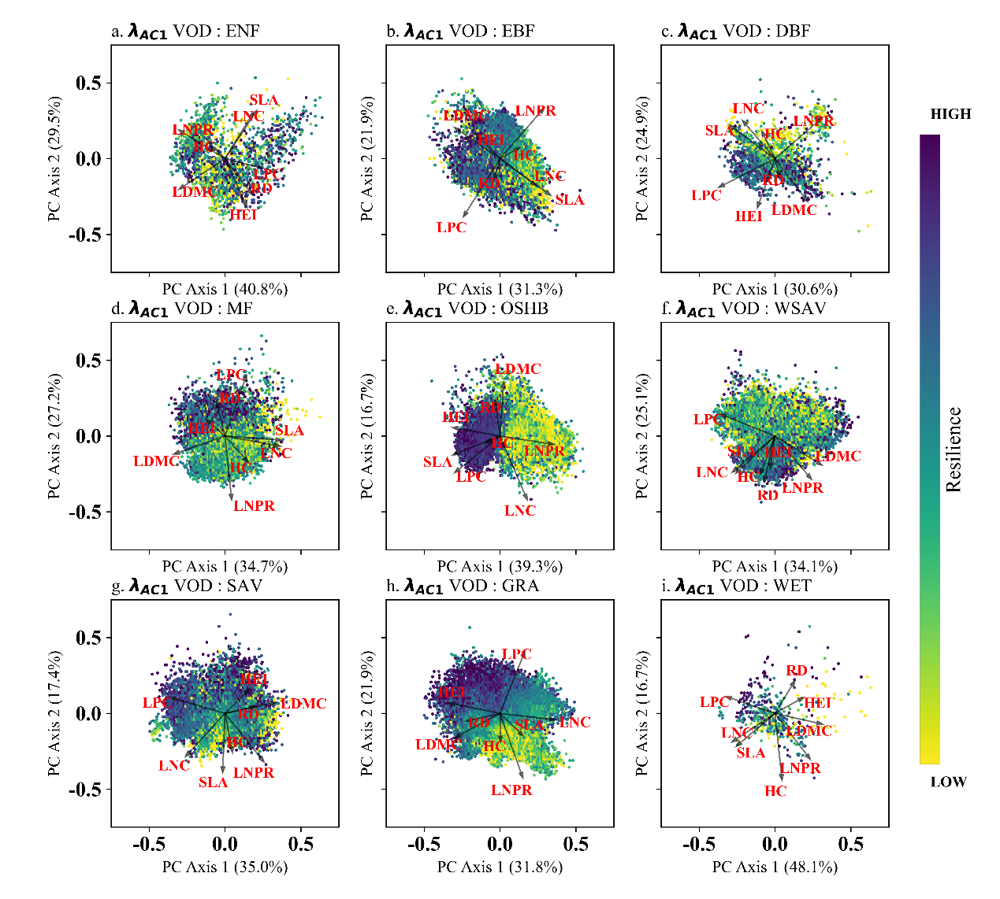 a. λAC1 VOD : ENF
b. λAC1 VOD : EBF
c. λAC1 VOD : DBF
PC Axis 2 (29.5%)
0.5
0.0
-0.5
SLA
LNC
LNPR
HC
LPC
RD
LDMC
HEI
PC Axis 1 (40.8%)
PC Axis 2 (21.9%)
LDMC
LNPR
HEI
HC
LNC
RD
SLA
LPC
PC Axis 1 (31.3%)
PC Axis 2 (24.9%)
LNC
LNPR
SLA
HC
RD
LPC
LDMC
HEI
PC Axis 1 (30.6%)
d. λAC1 VOD : MF
e. λAC1 VOD : OSHB
f. λAC1 VOD : WSAV
PC Axis 2 (27.2%)
0.5
0.0
-0.5
LPC
RD
HEI
SLA
LNC
LDMC
HC
LNPR
PC Axis 1 (34.7%)
PC Axis 2 (16.7%)
LDMC
RD
HEI
HC
LNPR
SLA
LPC
LNC
PC Axis 1 (39.3%)
PC Axis 2 (25.1%)
LPC
SLA
HEI
LDMC
LNC
HC
LNPR
RD
PC Axis 1 (34.1%)
g. λAC1 VOD : SAV
h. λAC1 VOD : GRA
i. λAC1 VOD : WET
PC Axis 2 (17.4%)
0.5
0.0
-0.5
HEI
LPC
LDMC
RD
HC
LNC
LNPR
SLA
-0.5
0.0
0.5
PC Axis 1 (35.0%)
PC Axis 2 (21.9%)
LPC
HEI
RD
SLA
LNC
LDMC
HC
LNPR
-0.5
0.0
0.5
PC Axis 1 (31.8%)
PC Axis 2 (16.7%)
RD
LPC
HEI
LNC
LDMC
SLA
LNPR
HC
-0.5
0.0
0.5
PC Axis 1 (48.1%)
HIGH
Resilience
LOW